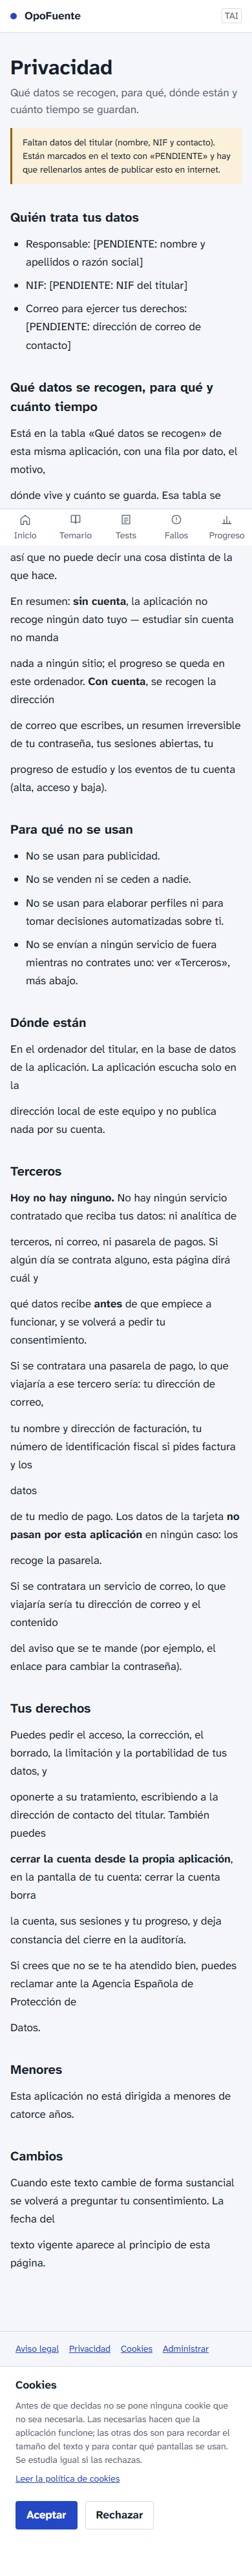 OpoFuente
TAI
Privacidad
Qué datos se recogen, para qué, dónde están y
cuánto tiempo se guardan.
Faltan datos del titular (nombre, NIF y contacto).
Están marcados en el texto con «PENDIENTE» y hay
que rellenarlos antes de publicar esto en internet.
Quién trata tus datos
Responsable: [PENDIENTE: nombre y
apellidos o razón social]
NIF: [PENDIENTE: NIF del titular]
Correo para ejercer tus derechos:
[PENDIENTE: dirección de correo de
contacto]
Qué datos se recogen, para qué y
cuánto tiempo
Está en la tabla «Qué datos se recogen» de
esta misma aplicación, con una fila por dato, el
motivo,
dónde vive y cuánto se guarda. Esa tabla se
Inicio
Temario
Tests
Fallos
Progreso
así que no puede decir una cosa distinta de la
que hace.
En resumen: sin cuenta, la aplicación no
recoge ningún dato tuyo — estudiar sin cuenta
no manda
nada a ningún sitio; el progreso se queda en
este ordenador. Con cuenta, se recogen la
dirección
de correo que escribes, un resumen irreversible
de tu contraseña, tus sesiones abiertas, tu
progreso de estudio y los eventos de tu cuenta
(alta, acceso y baja).
Para qué no se usan
No se usan para publicidad.
No se venden ni se ceden a nadie.
No se usan para elaborar perfiles ni para
tomar decisiones automatizadas sobre ti.
No se envían a ningún servicio de fuera
mientras no contrates uno: ver «Terceros»,
más abajo.
Dónde están
En el ordenador del titular, en la base de datos
de la aplicación. La aplicación escucha solo en
la
dirección local de este equipo y no publica
nada por su cuenta.
Terceros
Hoy no hay ninguno. No hay ningún servicio
contratado que reciba tus datos: ni analítica de
terceros, ni correo, ni pasarela de pagos. Si
algún día se contrata alguno, esta página dirá
cuál y
qué datos recibe antes de que empiece a
funcionar, y se volverá a pedir tu
consentimiento.
Si se contratara una pasarela de pago, lo que
viajaría a ese tercero sería: tu dirección de
correo,
tu nombre y dirección de facturación, tu
número de identificación fiscal si pides factura
y los
datos
de tu medio de pago. Los datos de la tarjeta no
pasan por esta aplicación en ningún caso: los
recoge la pasarela.
Si se contratara un servicio de correo, lo que
viajaría sería tu dirección de correo y el
contenido
del aviso que se te mande (por ejemplo, el
enlace para cambiar la contraseña).
Tus derechos
Puedes pedir el acceso, la corrección, el
borrado, la limitación y la portabilidad de tus
datos, y
oponerte a su tratamiento, escribiendo a la
dirección de contacto del titular. También
puedes
cerrar la cuenta desde la propia aplicación,
en la pantalla de tu cuenta: cerrar la cuenta
borra
la cuenta, sus sesiones y tu progreso, y deja
constancia del cierre en la auditoría.
Si crees que no se te ha atendido bien, puedes
reclamar ante la Agencia Española de
Protección de
Datos.
Menores
Esta aplicación no está dirigida a menores de
catorce años.
Cambios
Cuando este texto cambie de forma sustancial
se volverá a preguntar tu consentimiento. La
fecha del
texto vigente aparece al principio de esta
página.
Aviso legal Privacidad Cookies Administrar
Cookies
Antes de que decidas no se pone ninguna cookie que
no sea necesaria. Las necesarias hacen que la
aplicación funcione; las otras dos son para recordar el
tamaño del texto y para contar qué pantallas se usan.
Se estudia igual si las rechazas.
Leer la política de cookies
Aceptar
Rechazar